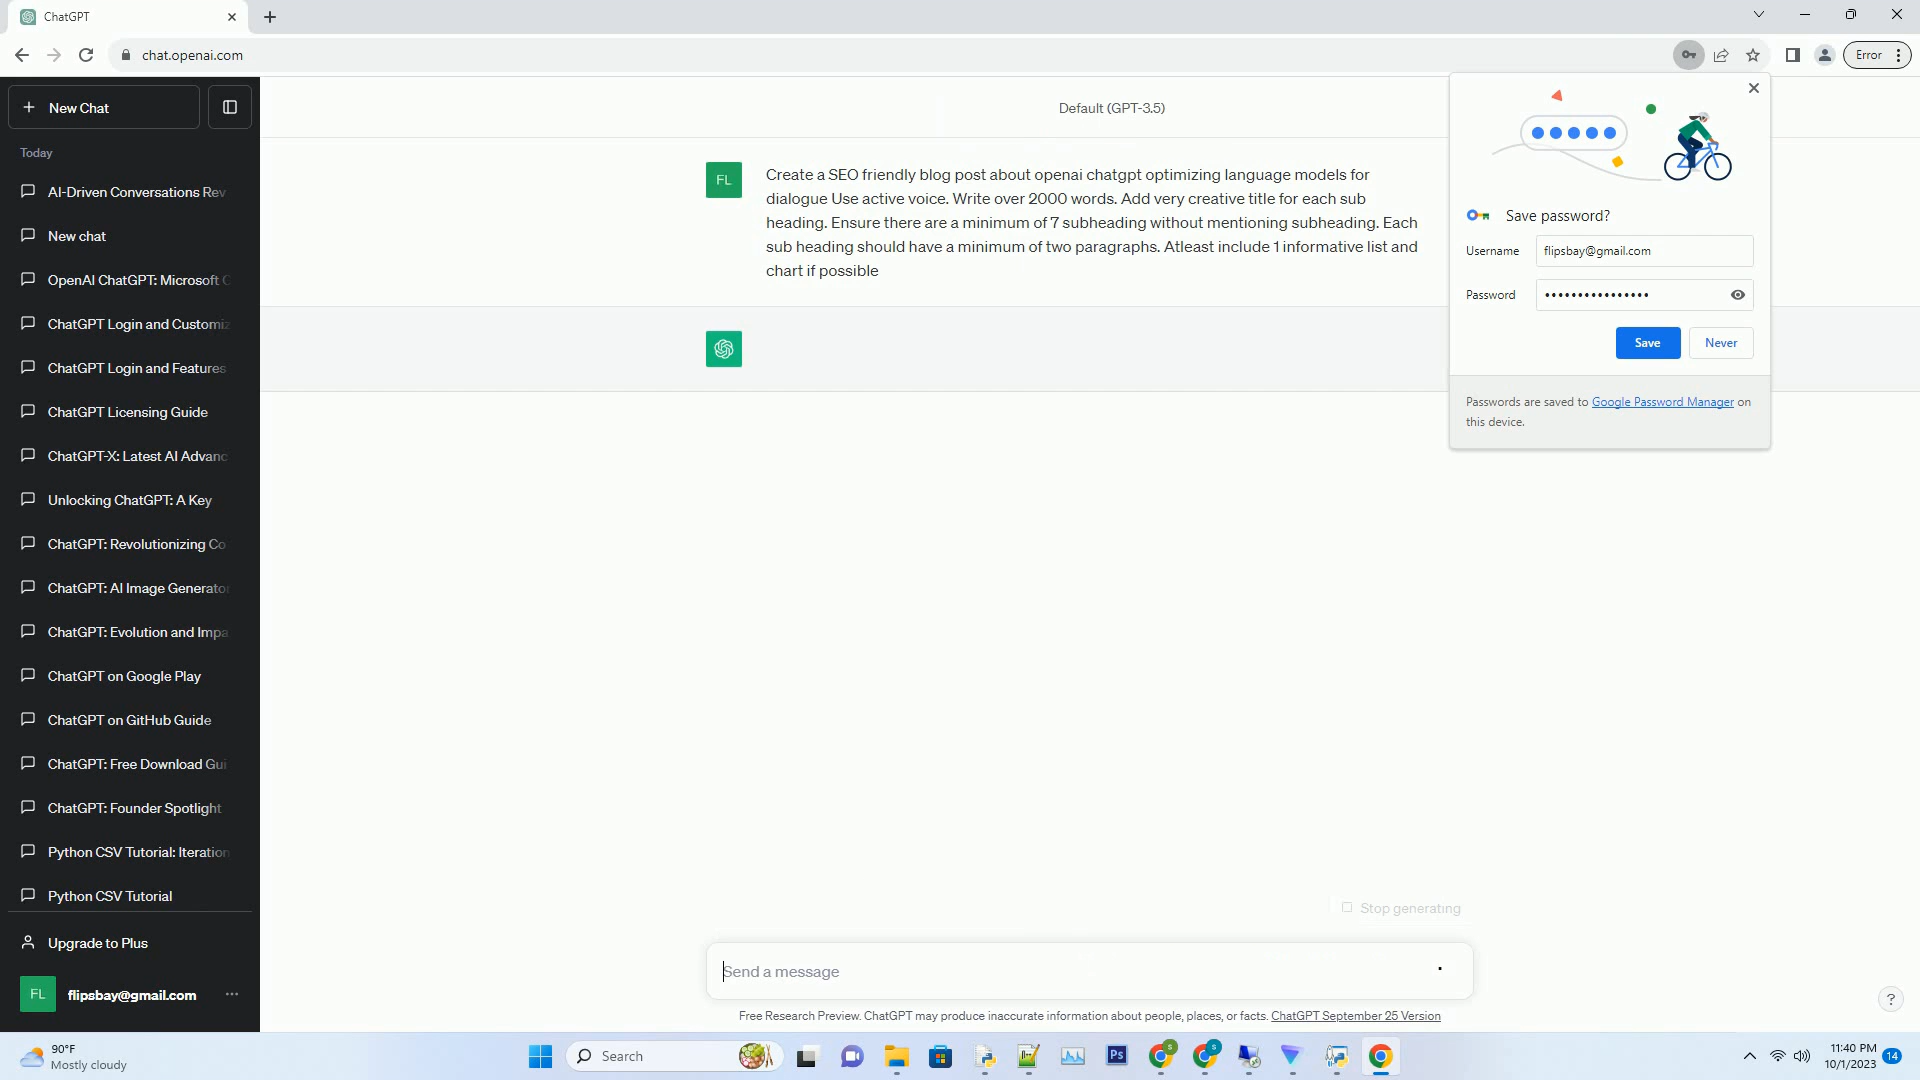 ChatGPT
chat.openai.com
Error
New Chat
Today
AI-Driven Conversations Rev
New chat
OpenAI ChatGPT: Microsoft C
ChatGPT Login and Customiz
ChatGPT Login and Features
ChatGPT Licensing Guide
ChatGPT-X: Latest AI Advanc
Unlocking ChatGPT: A Key
ChatGPT: Revolutionizing Co
ChatGPT: AI Image Generator
ChatGPT: Evolution and Impa
ChatGPT on Google Play
ChatGPT on GitHub Guide
ChatGPT: Free Download Gui
ChatGPT: Founder Spotlight
Python CSV Tutorial: Iteration
Python CSV Tutorial
Upgrade to Plus
FL
flipsbay@gmail.com
Default (GPT-3.5)
FL
Create a SEO friendly blog post about openai chatgpt optimizing language models for
dialogue Use active voice. Write over 2000 words. Add very creative title for each sub
heading. Ensure there are a minimum of 7 subheading without mentioning subheading. Each
sub heading should have a minimum of two paragraphs. Atleast include 1 informative list and
chart if possible
Save password?
Username
flipsbay@gmail.com
Password
••••••••••••••••
Save
Never
Passwords are saved to Google Password Manager on
this device.
Stop generating
Send a message
Free Research Preview. ChatGPT may produce inaccurate information about people, places, or facts. ChatGPT September 25 Version
?
90°F
Mostly cloudy
Search
Ps
S
S
11:40 PM
10/1/2023
14